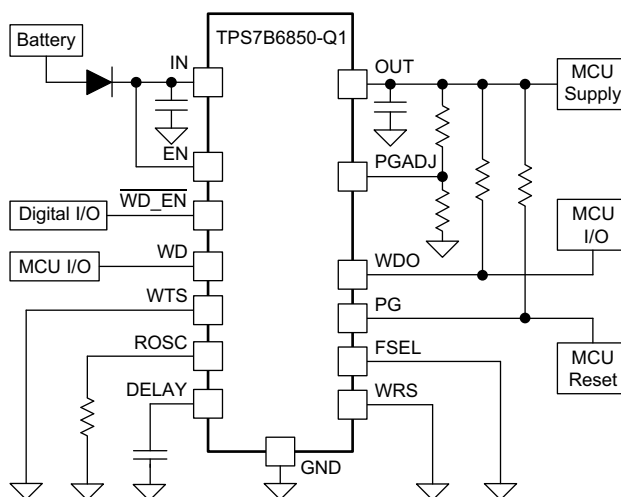 TPS7B6850-Q1
Battery
IN
EN
WD_EN
Digital I/O
WD
MCU I/O
WTS
ROSC
DELAY
GND
OUT
MCU
Supply
PGADJ
MCU
I/O
WDO
PG
FSEL
MCU
Reset
WRS